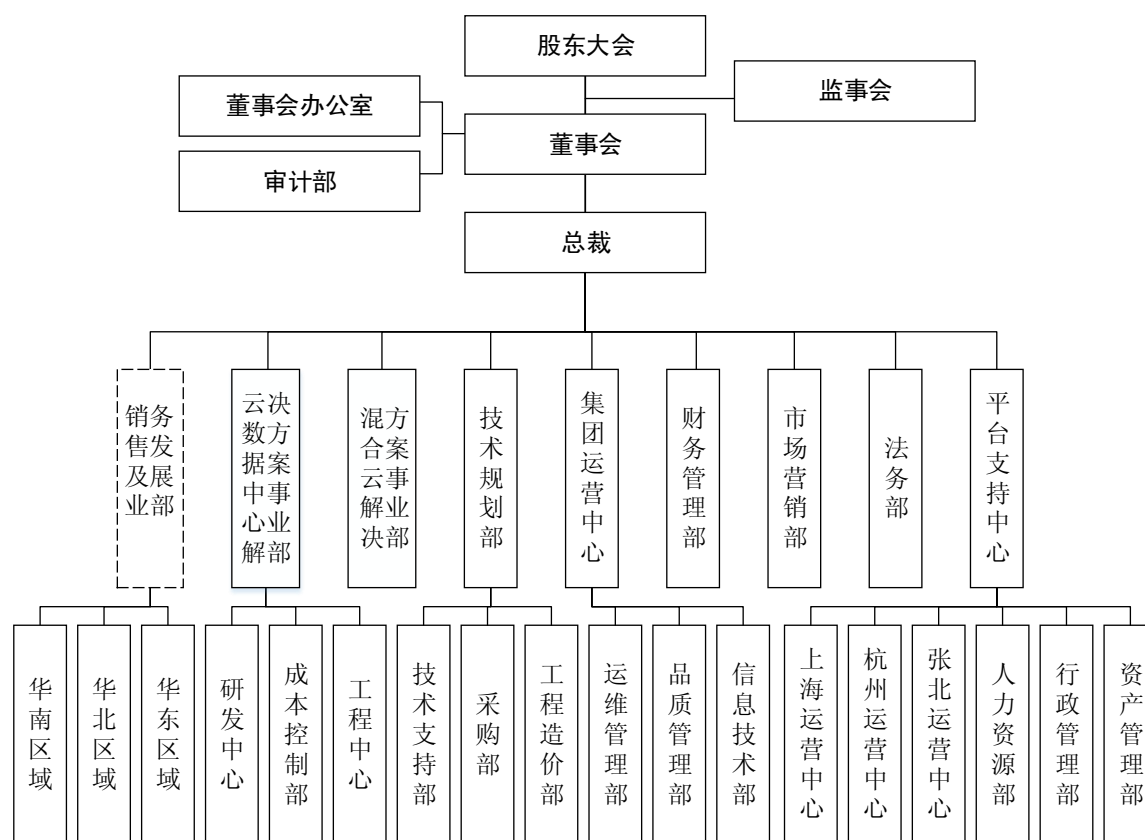 股东大会
监事会
董事会办公室
董事会
审计部
总裁
销售及业务发展部
云数据中心解决方案事业部
混合云解决方案事业部
技术规划部
集团运营中心
财务管理部
市场营销部
法务部
平台支持中心
华南区域
华北区域
华东区域
研发中心
成本控制部
工程中心
技术支持部
采购部
工程造价部
运维管理部
品质管理部
信息技术部
上海运营中心
杭州运营中心
张北运营中心
人力资源部
行政管理部
资产管理部